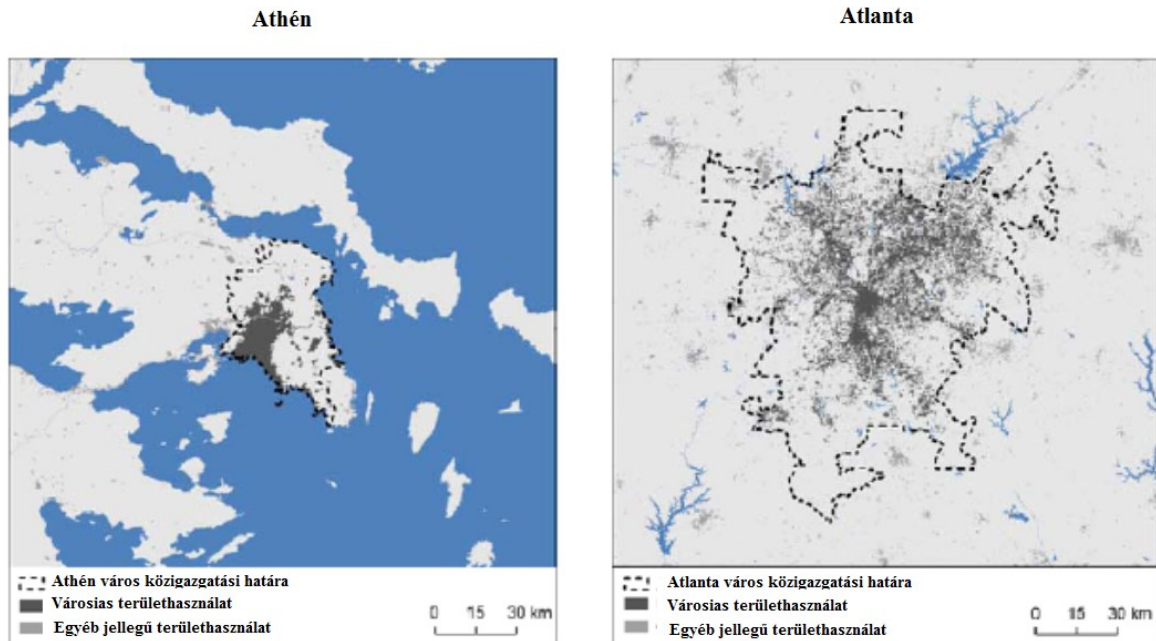 Athén
Atlanta
Athén város közigazgatási határa
Városias területhasználat
Egyéb jellegű területhasználat
0 15 30 km
Atlanta város közigazgatási határa
Városias területhasználat
Egyéb jellegű területhasználat
0 15 30 km